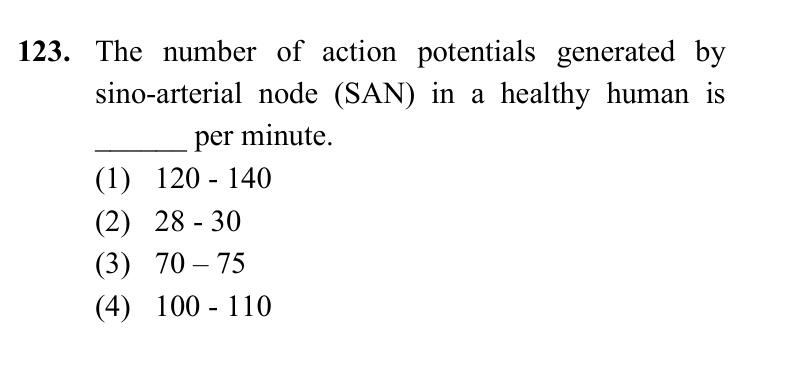 123. The number of action potentials generated by
sino-arterial node (SAN) in a healthy human is
______ per minute.
(1) 120 - 140
(2) 28 - 30
(3) 70 – 75
(4) 100 - 110